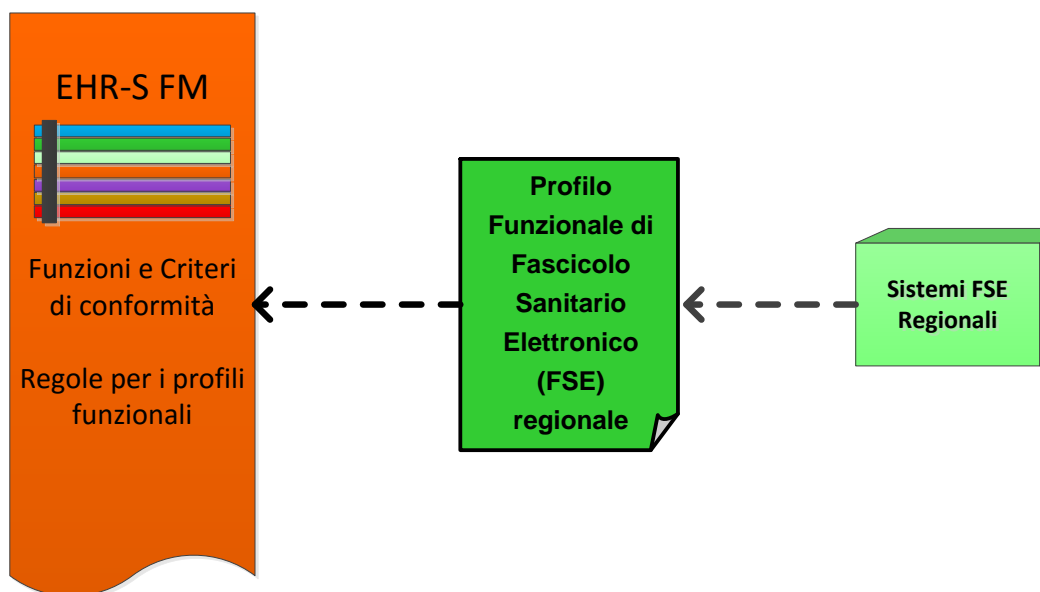 EHR-S FM
Funzioni e Criteri
di conformità
Regole per i profili
funzionali
Profilo
Funzionale di
Fascicolo
Sanitario
Elettronico
(FSE)
regionale
Sistemi FSE
Regionali